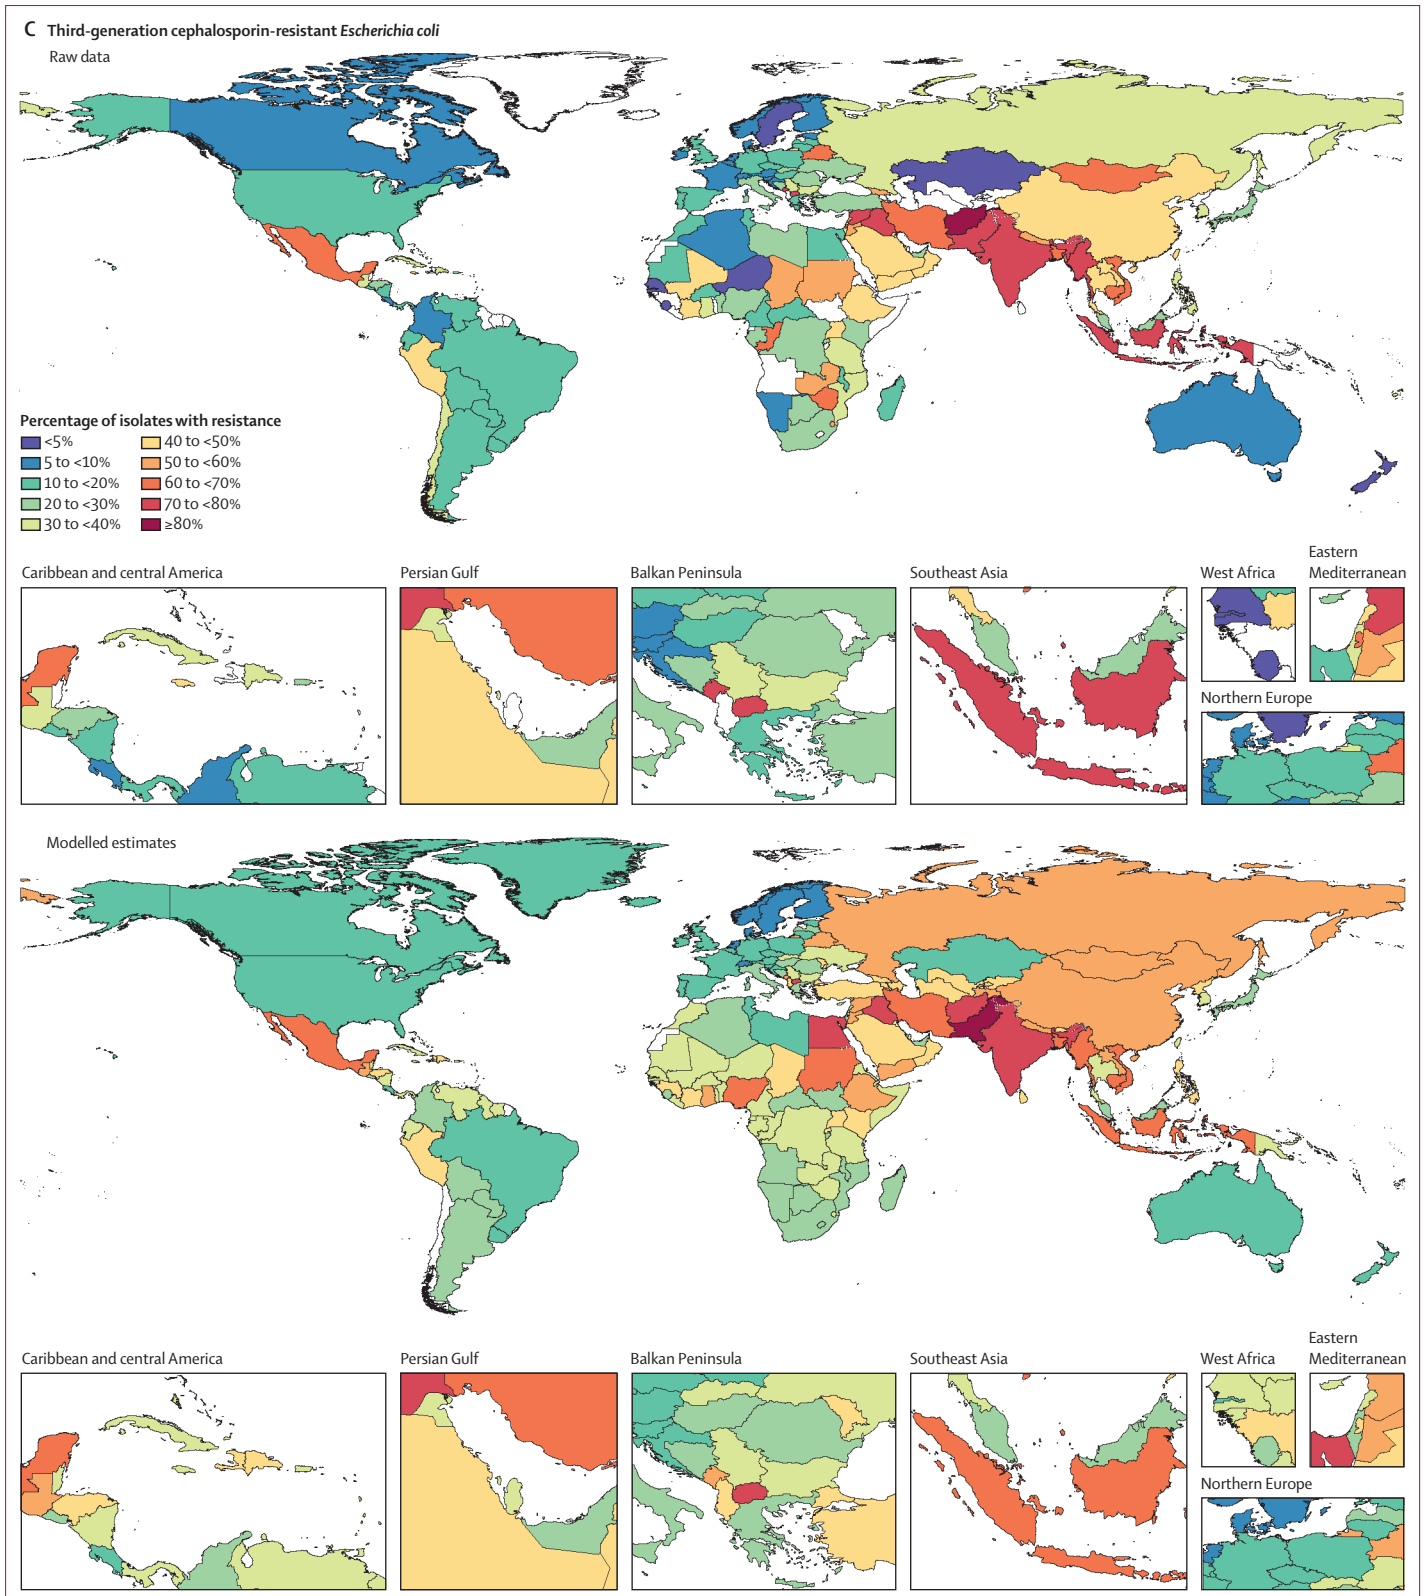 C Third-generation cephalosporin-resistant Escherichia coli
Raw data
Percentage of isolates with resistance
<5%
5 to <10%
10 to <20%
20 to <30%
30 to <40%
40 to <50%
50 to <60%
60 to <70%
70 to <80%
≥80%
Caribbean and central America
Persian Gulf
Balkan Peninsula
Southeast Asia
West Africa
Eastern
Mediterranean
Northern Europe
Modelled estimates
Caribbean and central America
Persian Gulf
Balkan Peninsula
Southeast Asia
West Africa
Eastern
Mediterranean
Northern Europe